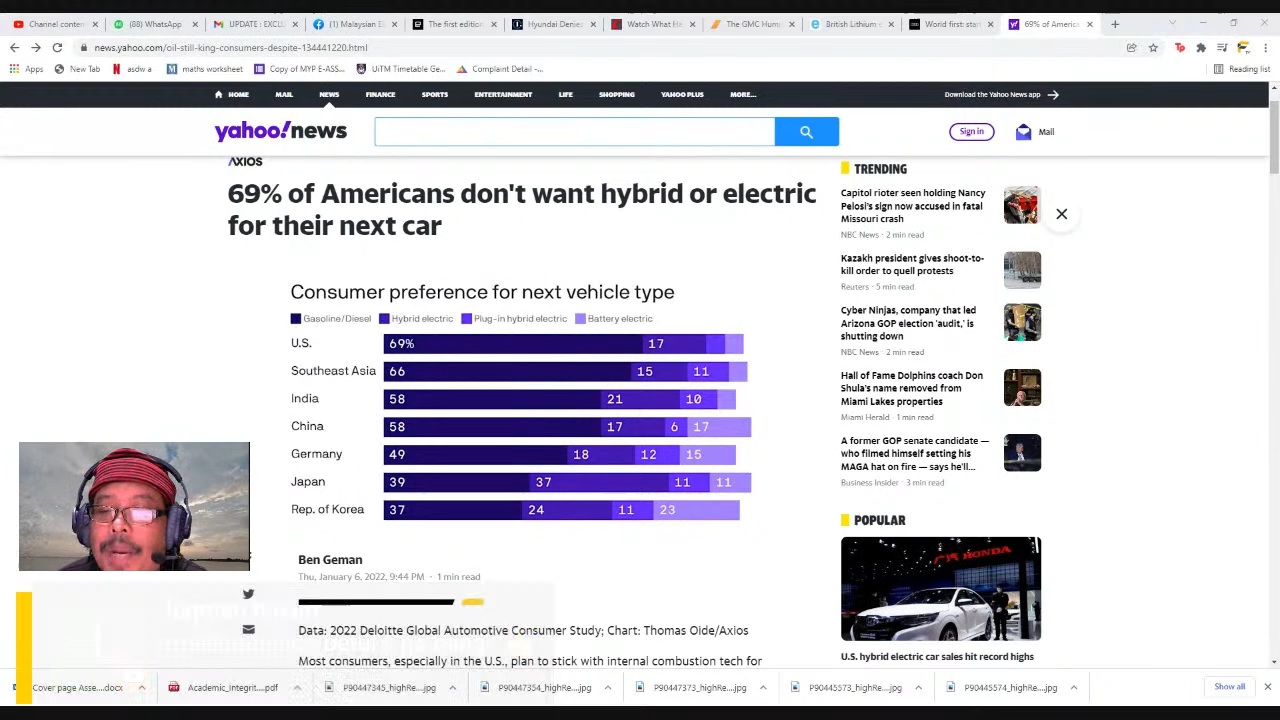 Channel conten
(88) WhatsApp
UPDATE : EXCLU
(1) Malaysian El
The first edition
Hyundai Denies
Watch What Ha
The GMC Hum
British Lithium e
World first: start
69% of America
news.yahoo.com/oil-still-king-consumers-despite-134441220.html
Apps
New Tab
asdw a
maths worksheet
Copy of MYP E-ASS...
UiTM Timetable Ge...
Complaint Detail -...
Reading list
HOME MAIL NEWS FINANCE SPORTS ENTERTAINMENT LIFE SHOPPING YAHOO PLUS MORE...
Download the Yahoo News app
yahoo!news
Sign in
Mail
AXIOS
69% of Americans don't want hybrid or electric
for their next car
Consumer preference for next vehicle type
Gasoline/Diesel Hybrid electric Plug-in hybrid electric Battery electric
U.S. 69% 17
Southeast Asia 66 15 11
India 58 21 10
China 58 17 6 17
Germany 49 18 12 15
Japan 39 37 11 11
Rep. of Korea 37 24 11 23
Ben Geman
Thu, January 6, 2022, 9:44 PM · 1 min read
Data: 2022 Deloitte Global Automotive Consumer Study; Chart: Thomas Oide/Axios
Most consumers, especially in the U.S., plan to stick with internal combustion tech for
TRENDING
Capitol rioter seen holding Nancy
Pelosi's sign now accused in fatal
Missouri crash
NBC News · 2 min read
Kazakh president gives shoot-to-
kill order to quell protests
Reuters · 5 min read
Cyber Ninjas, company that led
Arizona GOP election 'audit,' is
shutting down
NBC News · 2 min read
Hall of Fame Dolphins coach Don
Shula's name removed from
Miami Lakes properties
Miami Herald · 1 min read
A former GOP senate candidate —
who filmed himself setting his
MAGA hat on fire — says he'll...
Business Insider · 3 min read
POPULAR
HONDA
U.S. hybrid electric car sales hit record highs
Cover page Asse....docx
Academic_Integrit....pdf
P90447345_highRe....jpg
P90447354_highRe....jpg
P90447373_highRe....jpg
P90445573_highRe....jpg
P90445574_highRe....jpg
Show all